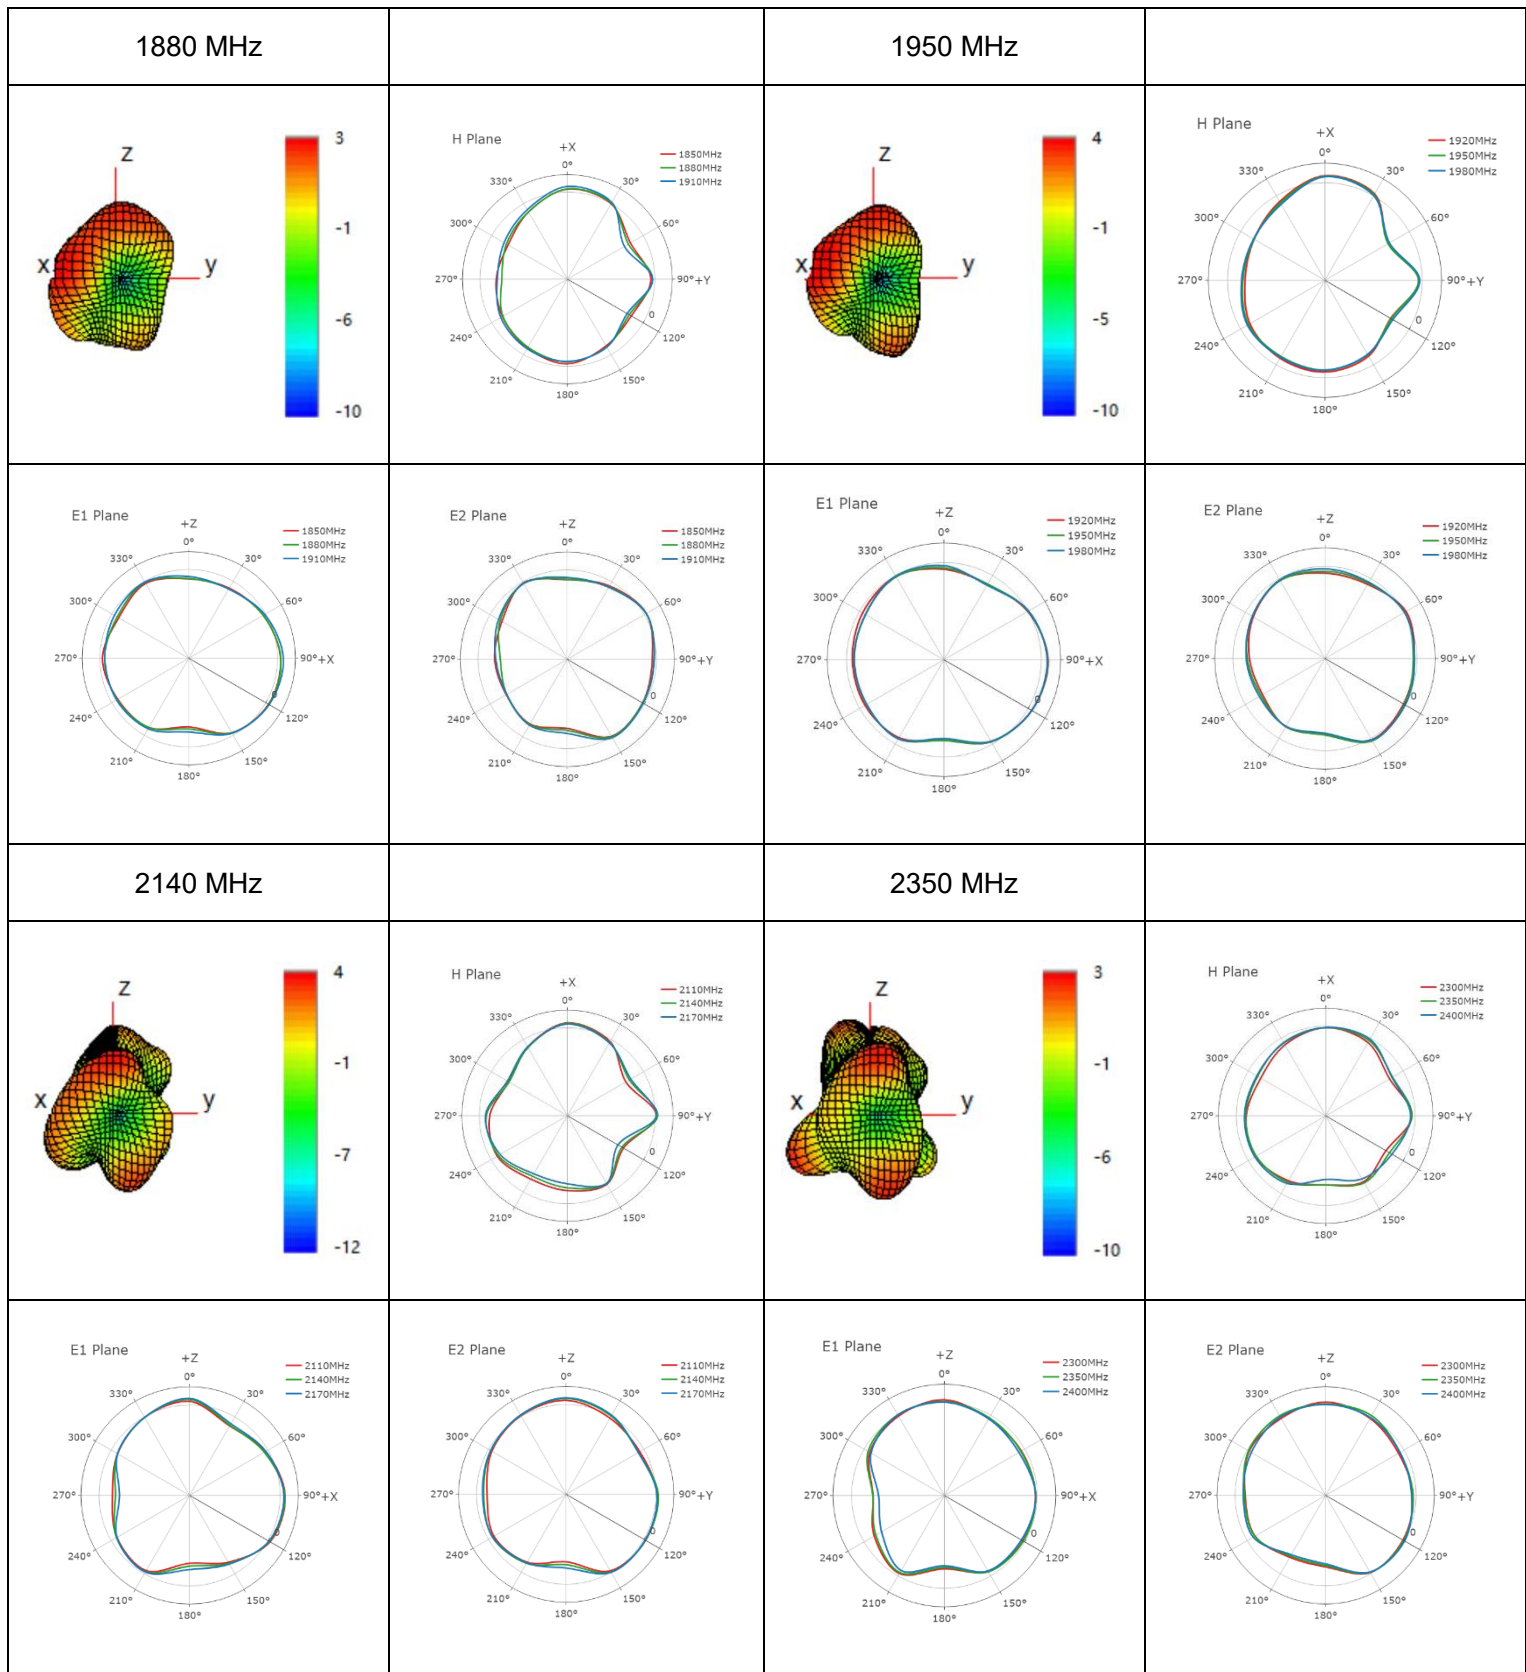 1880 MHz
1950 MHz
Z
x
y
3
-1
-6
-10
H Plane
+X
0°
30°
60°
90°+Y
120°
150°
180°
210°
240°
270°
300°
330°
0
1850MHz
1880MHz
1910MHz
Z
x
y
4
-1
-5
-10
H Plane
+X
0°
30°
60°
90°+Y
120°
150°
180°
210°
240°
270°
300°
330°
0
1920MHz
1950MHz
1980MHz
E1 Plane
+Z
0°
30°
60°
90°+X
120°
150°
180°
210°
240°
270°
300°
330°
0
1850MHz
1880MHz
1910MHz
E2 Plane
+Z
0°
30°
60°
90°+Y
120°
150°
180°
210°
240°
270°
300°
330°
0
1850MHz
1880MHz
1910MHz
E1 Plane
+Z
0°
30°
60°
90°+X
120°
150°
180°
210°
240°
270°
300°
330°
0
1920MHz
1950MHz
1980MHz
E2 Plane
+Z
0°
30°
60°
90°+Y
120°
150°
180°
210°
240°
270°
300°
330°
0
1920MHz
1950MHz
1980MHz
2140 MHz
2350 MHz
Z
x
y
4
-1
-7
-12
H Plane
+X
0°
30°
60°
90°+Y
120°
150°
180°
210°
240°
270°
300°
330°
0
2110MHz
2140MHz
2170MHz
Z
x
y
3
-1
-6
-10
H Plane
+X
0°
30°
60°
90°+Y
120°
150°
180°
210°
240°
270°
300°
330°
0
2300MHz
2350MHz
2400MHz
E1 Plane
+Z
0°
30°
60°
90°+X
120°
150°
180°
210°
240°
270°
300°
330°
0
2110MHz
2140MHz
2170MHz
E2 Plane
+Z
0°
30°
60°
90°+Y
120°
150°
180°
210°
240°
270°
300°
330°
0
2110MHz
2140MHz
2170MHz
E1 Plane
+Z
0°
30°
60°
90°+X
120°
150°
180°
210°
240°
270°
300°
330°
0
2300MHz
2350MHz
2400MHz
E2 Plane
+Z
0°
30°
60°
90°+Y
120°
150°
180°
210°
240°
270°
300°
330°
0
2300MHz
2350MHz
2400MHz